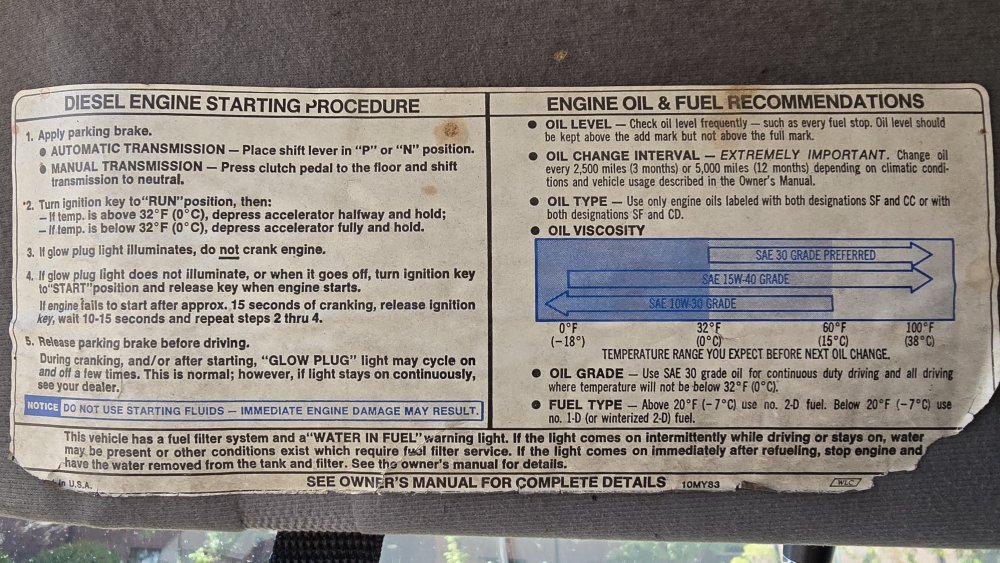 DIESEL ENGINE STARTING PROCEDURE
1. Apply parking brake.
● AUTOMATIC TRANSMISSION — Place shift lever in "P" or "N" position.
● MANUAL TRANSMISSION — Press clutch pedal to the floor and shift
transmission to neutral.
2. Turn ignition key to "RUN" position, then:
— If temp. is above 32°F (0°C), depress accelerator halfway and hold;
— If temp. is below 32°F (0°C), depress accelerator fully and hold.
3. If glow plug light illuminates, do not crank engine.
4. If glow plug light does not illuminate, or when it goes off, turn ignition key
to "START" position and release key when engine starts.
If engine fails to start after approx. 15 seconds of cranking, release ignition
key, wait 10-15 seconds and repeat steps 2 thru 4.
5. Release parking brake before driving.
During cranking, and/or after starting, "GLOW PLUG" light may cycle on
and off a few times. This is normal; however, if light stays on continuously,
see your dealer.
NOTICE DO NOT USE STARTING FLUIDS — IMMEDIATE ENGINE DAMAGE MAY RESULT.
ENGINE OIL & FUEL RECOMMENDATIONS
● OIL LEVEL — Check oil level frequently — such as every fuel stop. Oil level should
be kept above the add mark but not above the full mark.
● OIL CHANGE INTERVAL — EXTREMELY IMPORTANT. Change oil
every 2,500 miles (3 months) or 5,000 miles (12 months) depending on climatic condi-
tions and vehicle usage described in the Owner's Manual.
● OIL TYPE — Use only engine oils labeled with both designations SF and CC or with
both designations SF and CD.
● OIL VISCOSITY
SAE 30 GRADE PREFERRED
SAE 15W-40 GRADE
SAE 10W-30 GRADE
0°F 32°F 60°F 100°F
(−18°) (0°C) (15°C) (38°C)
TEMPERATURE RANGE YOU EXPECT BEFORE NEXT OIL CHANGE.
● OIL GRADE — Use SAE 30 grade oil for continuous duty driving and all driving
where temperature will not be below 32°F (0°C).
● FUEL TYPE — Above 20°F (−7°C) use no. 2-D fuel. Below 20°F (−7°C) use
no. 1-D (or winterized 2-D) fuel.
This vehicle has a fuel filter system and a "WATER IN FUEL" warning light. If the light comes on intermittently while driving or stays on, water
may be present or other conditions exist which require fuel filter service. If the light comes on immediately after refueling, stop engine and
have the water removed from the tank and filter. See the owner's manual for details.
in U.S.A. SEE OWNER'S MANUAL FOR COMPLETE DETAILS 10MY83 WLC